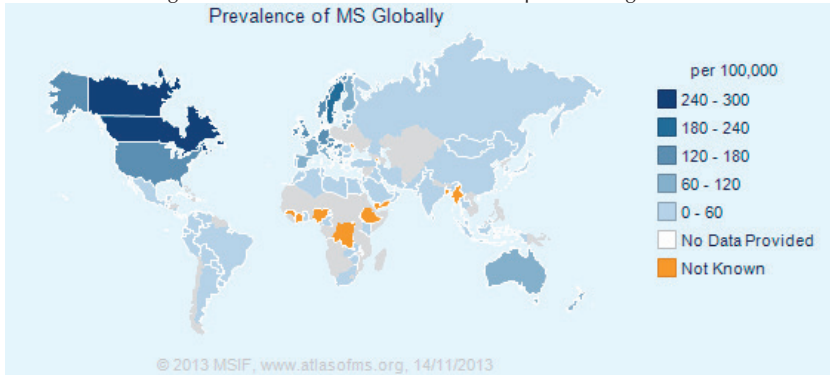 Prevalence of MS Globally
per 100,000
240 - 300
180 - 240
120 - 180
60 - 120
0 - 60
No Data Provided
Not Known
© 2013 MSIF, www.atlasofms.org, 14/11/2013